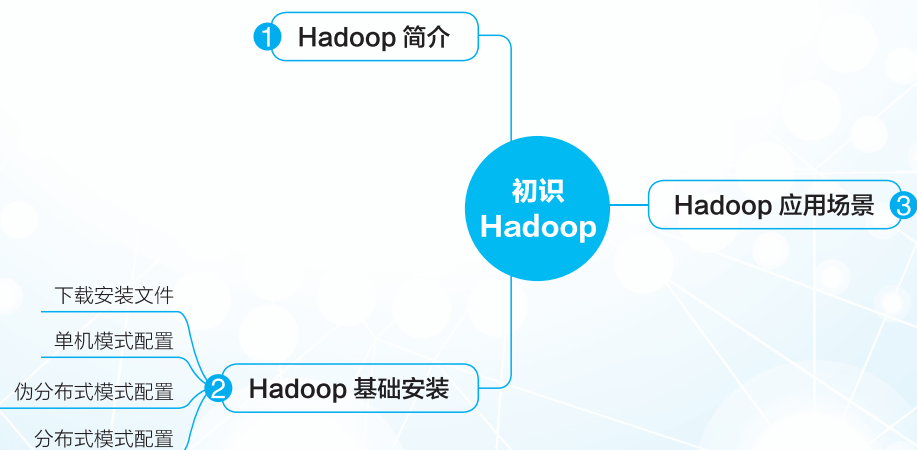 1 Hadoop 简介
初识
Hadoop
Hadoop 应用场景 3
下载安装文件
单机模式配置
伪分布式模式配置
分布式模式配置
2 Hadoop 基础安装